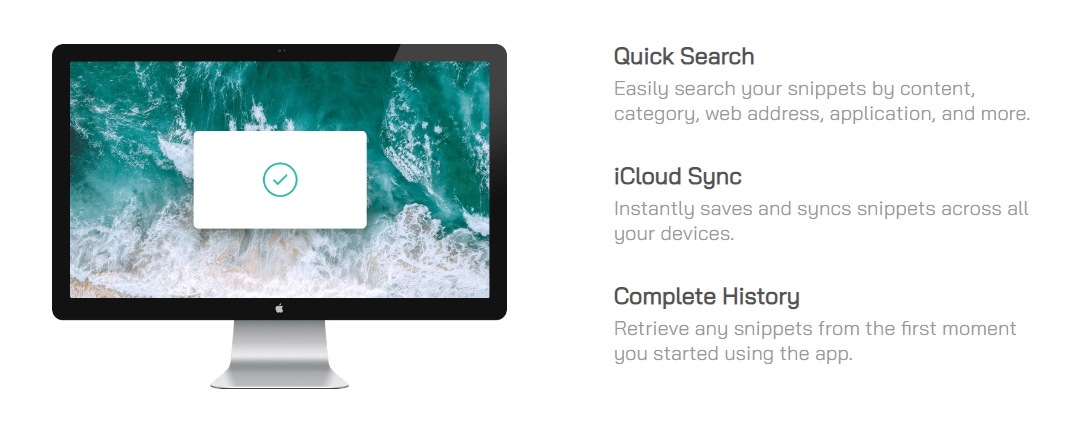 Quick Search
Easily search your snippets by content,
category, web address, application, and more.
iCloud Sync
Instantly saves and syncs snippets across all
your devices.
Complete History
Retrieve any snippets from the first moment
you started using the app.